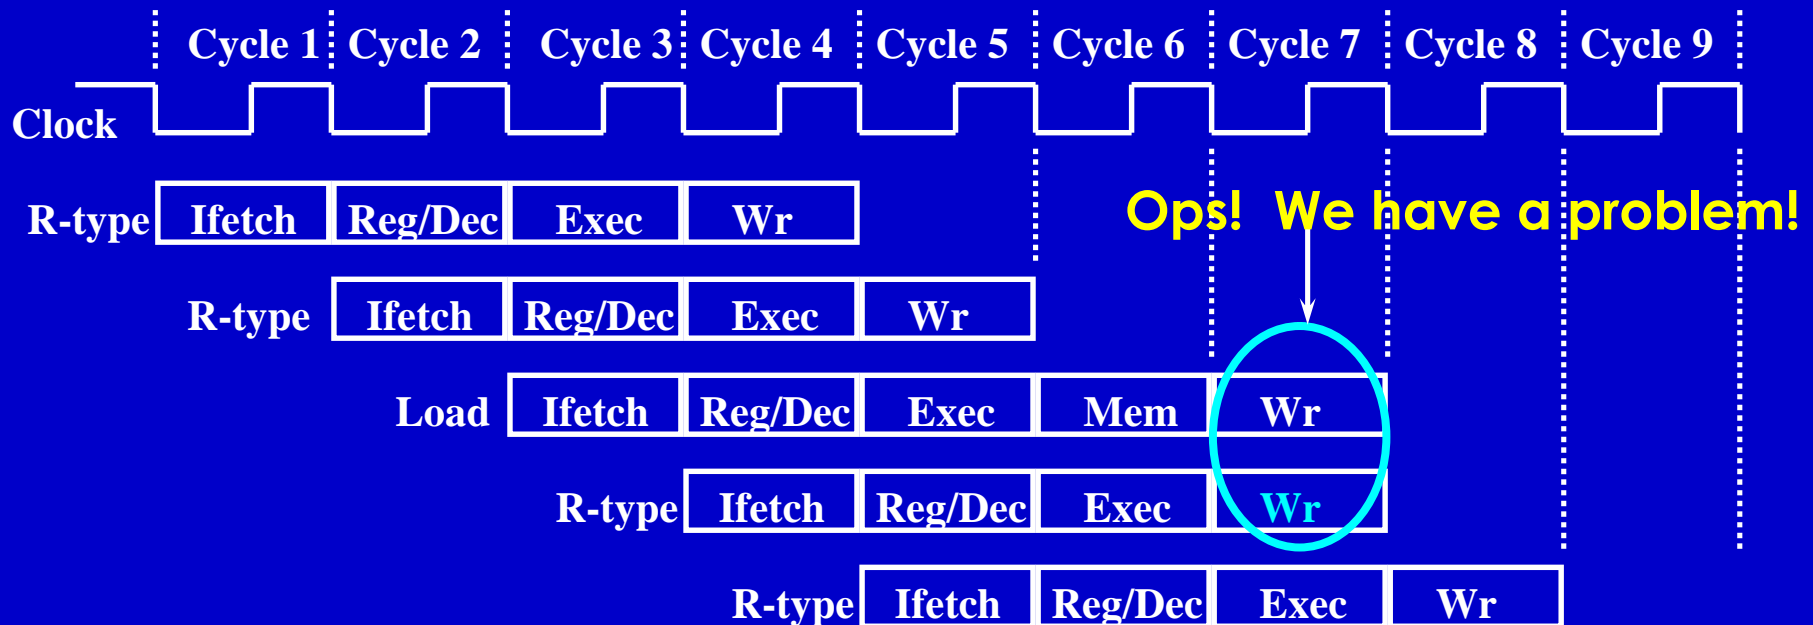 Cycle 1 Cycle 2 Cycle 3 Cycle 4 Cycle 5 Cycle 6 Cycle 7 Cycle 8 Cycle 9
Clock
R-type Ifetch Reg/Dec Exec Wr Ops! We have a problem!
R-type Ifetch Reg/Dec Exec Wr
Load Ifetch Reg/Dec Exec Mem Wr
R-type Ifetch Reg/Dec Exec Wr
R-type Ifetch Reg/Dec Exec Wr